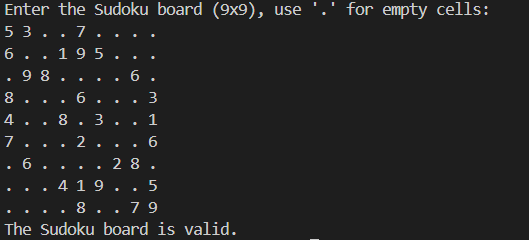 Enter the Sudoku board (9x9), use '.' for empty cells:
5 3 . . 7 . . . .
6 . . 1 9 5 . . .
. 9 8 . . . . 6 .
8 . . . 6 . . . 3
4 . . 8 . 3 . . 1
7 . . . 2 . . . 6
. 6 . . . . 2 8 .
. . . 4 1 9 . . 5
. . . . 8 . . 7 9
The Sudoku board is valid.